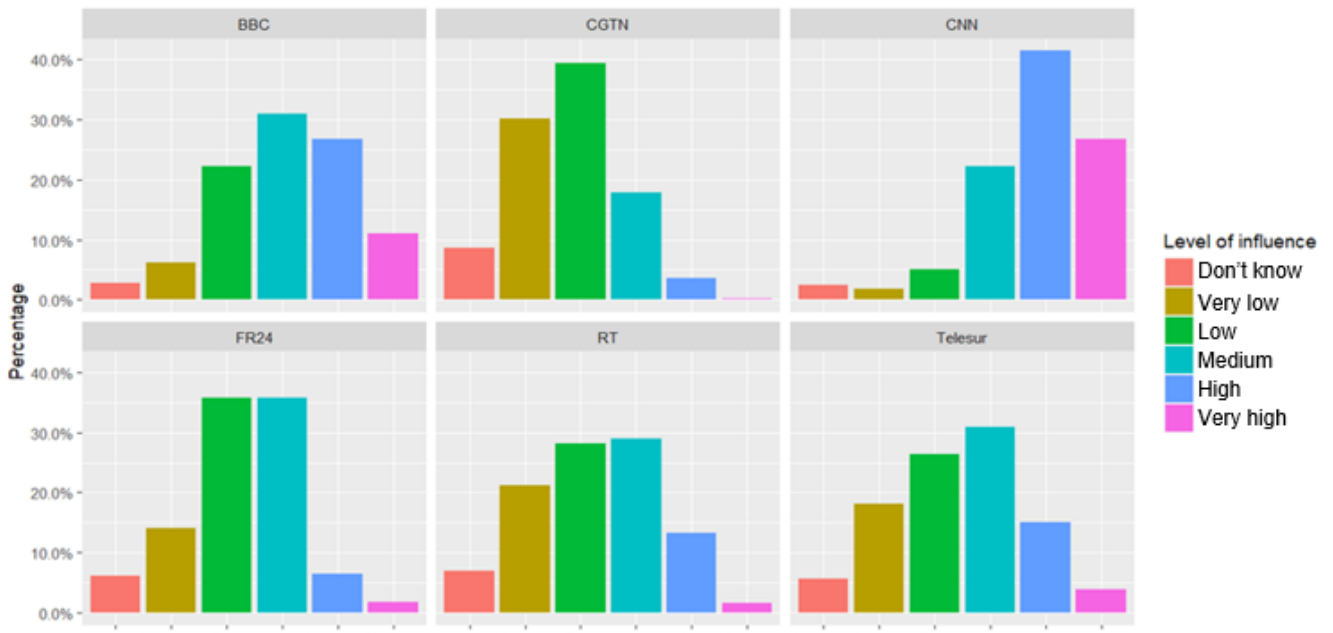 BBC
CGTN
CNN
40.0%
30.0%
20.0%
10.0%
0.0%
FR24
RT
Telesur
40.0%
30.0%
20.0%
10.0%
0.0%
Percentage
Level of influence
Don't know
Very low
Low
Medium
High
Very high